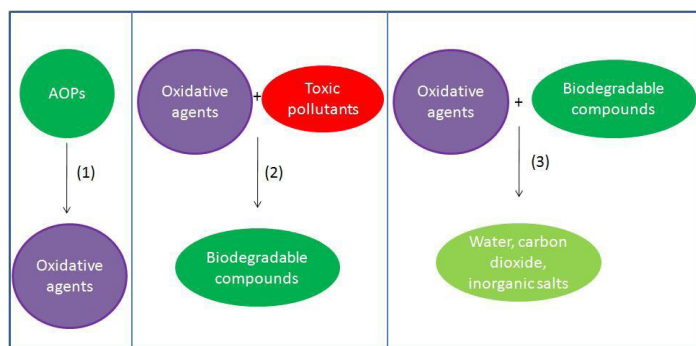 AOPs
(1)
Oxidative
agents
Oxidative
agents
+
Toxic
pollutants
(2)
Biodegradable
compounds
Oxidative
agents
+
Biodegradable
compounds
(3)
Water, carbon
dioxide,
inorganic salts